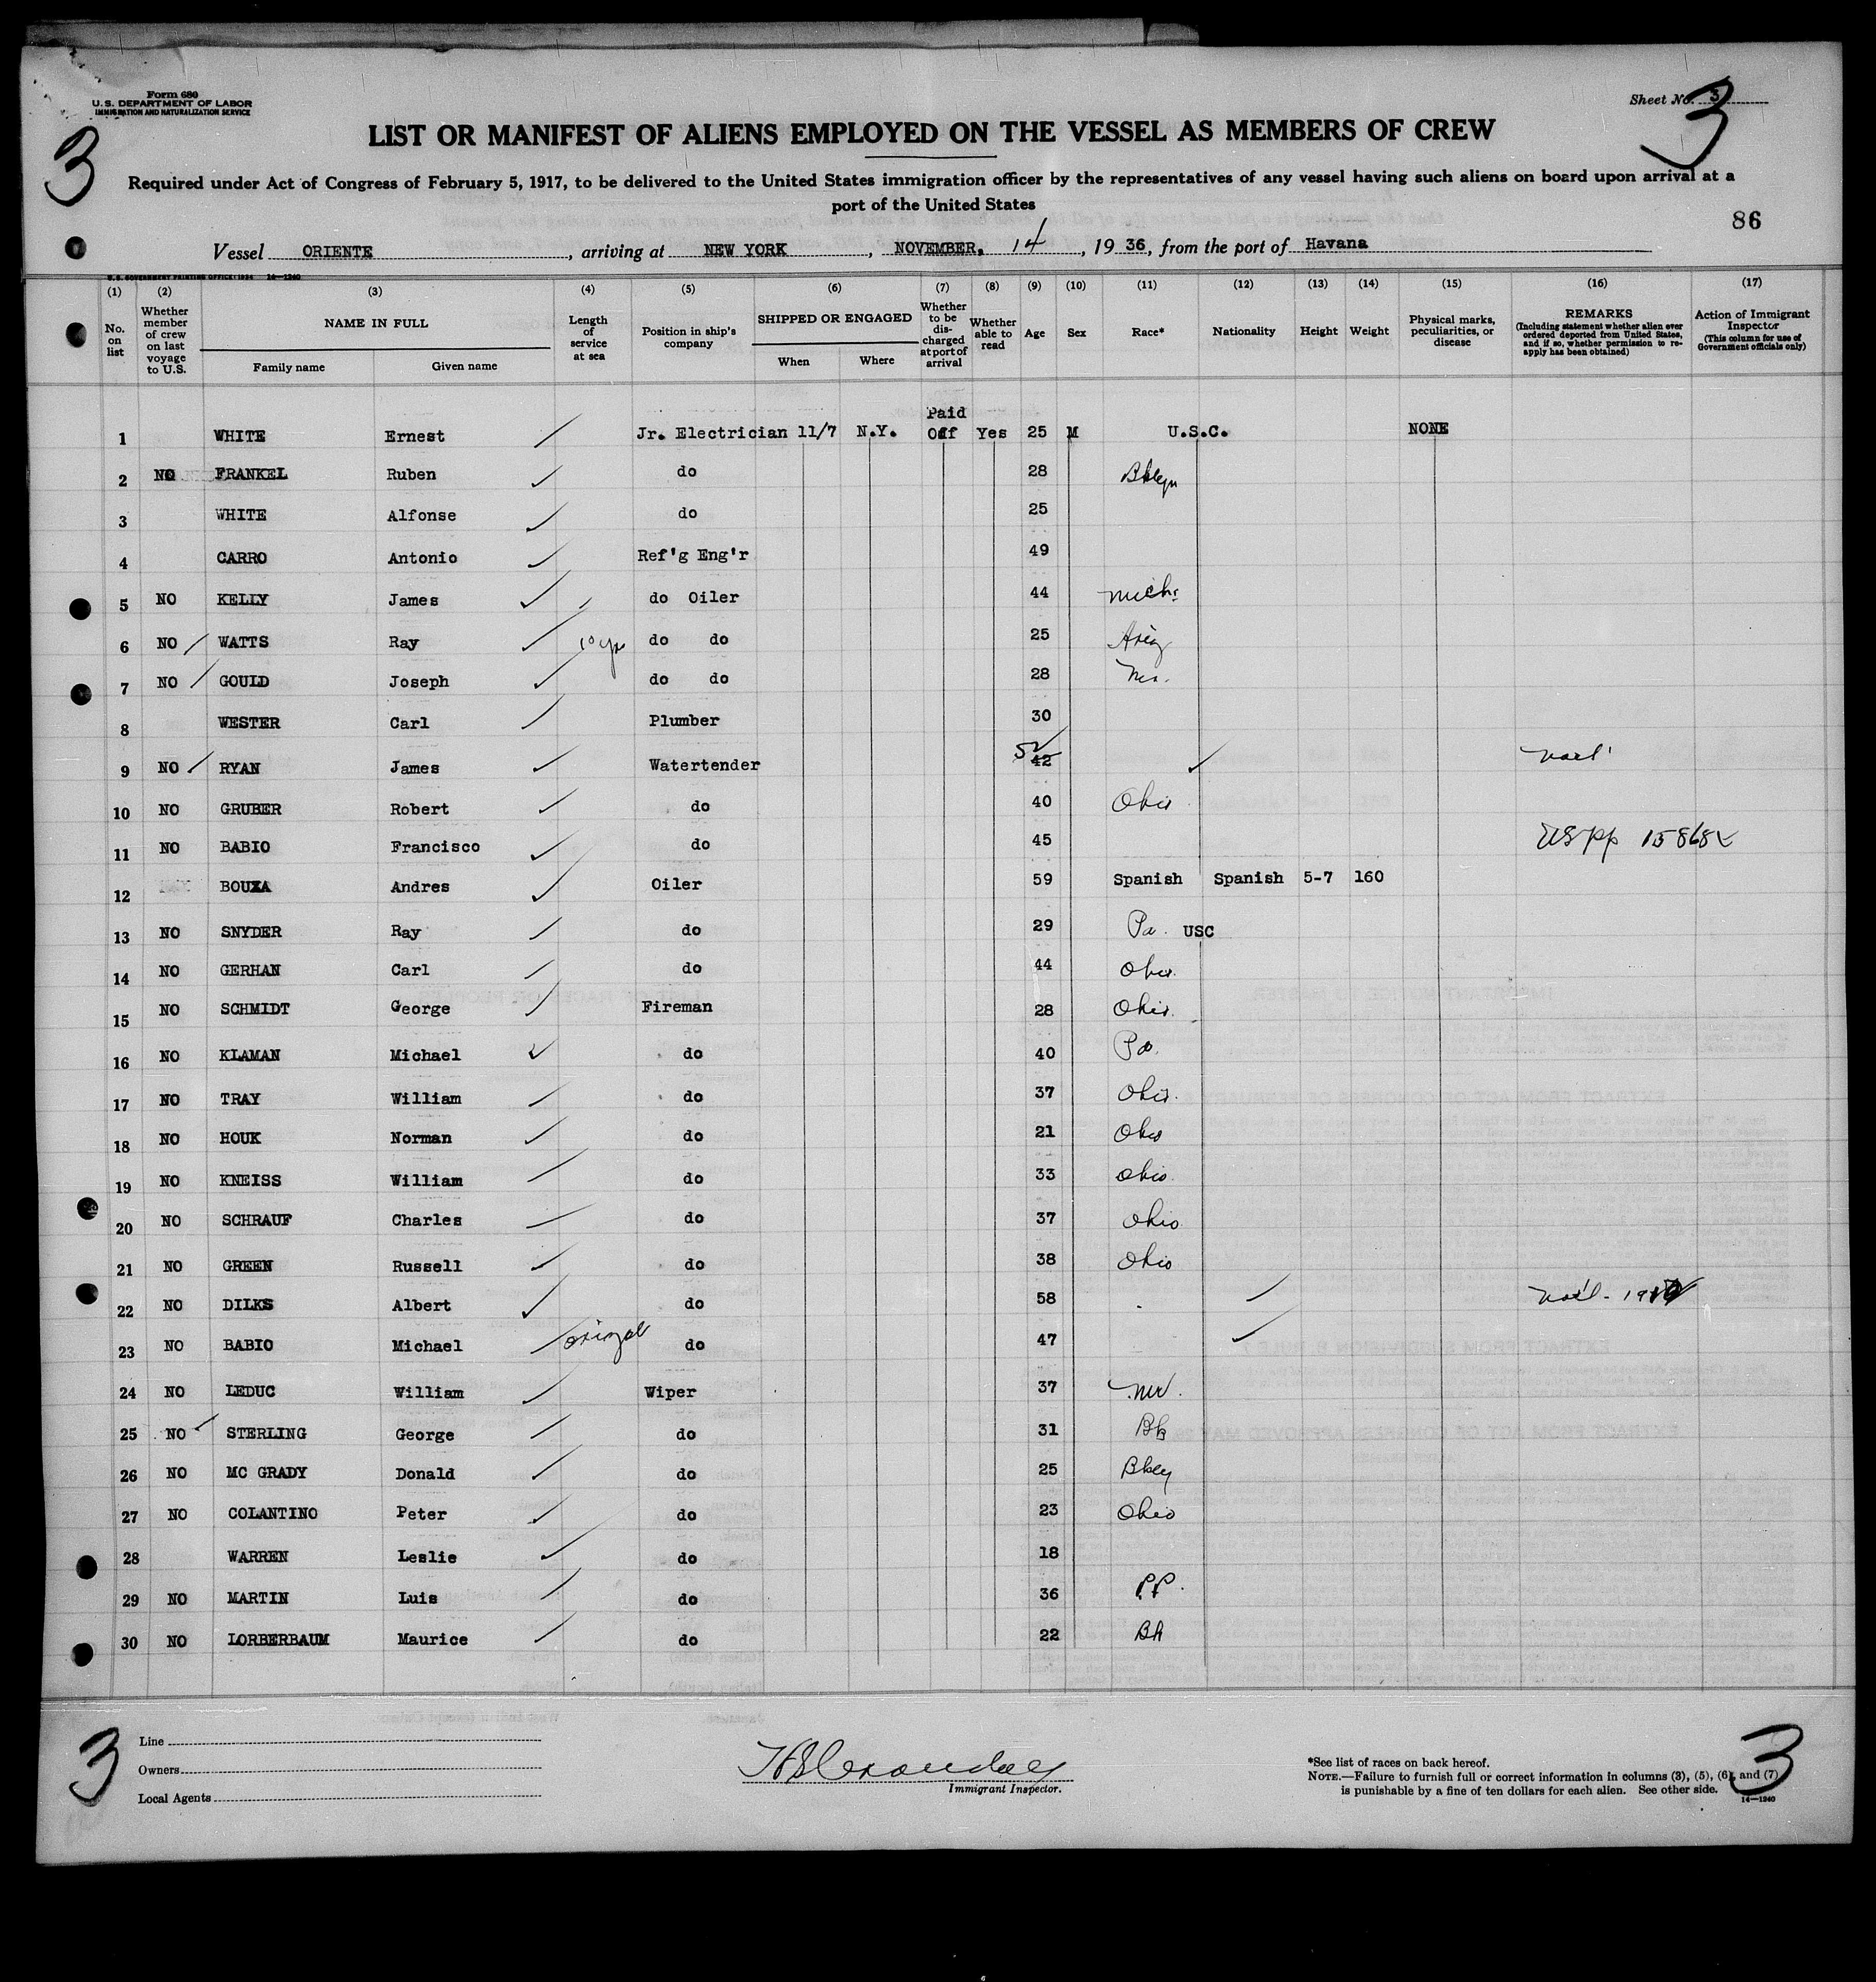 Form 680
U.S. DEPARTMENT OF LABOR
IMMIGRATION AND NATURALIZATION SERVICE
Sheet No. 3
3
3
LIST OR MANIFEST OF ALIENS EMPLOYED ON THE VESSEL AS MEMBERS OF CREW
Required under Act of Congress of February 5, 1917, to be delivered to the United States immigration officer by the representatives of any vessel having such aliens on board upon arrival at a
port of the United States
86
Vessel ORIENTE, arriving at NEW YORK, NOVEMBER, 14, 1936, from the port of Havana
U.S. GOVERNMENT PRINTING OFFICE: 1934 14—1240
(1) (2) (3) (4) (5) (6) (7) (8) (9) (10) (11) (12) (13) (14) (15) (16) (17)
No. on list
Whether member of crew on last voyage to U.S.
NAME IN FULL
Family name Given name
Length of service at sea
Position in ship's company
SHIPPED OR ENGAGED
When Where
Whether to be discharged at port of arrival
Whether able to read
Age Sex Race* Nationality Height Weight
Physical marks, peculiarities, or disease
REMARKS
(Including statement whether alien ever ordered deported from United States, and if so, whether permission to reapply has been obtained)
Action of Immigrant Inspector
(This column for use of Government officials only)
1 WHITE Ernest Jr. Electrician 11/7 N.Y. Paid Off Yes 25 M U.S.C. NONE
2 NO FRANKEL Ruben do 28 Bklyn
3 WHITE Alfonse do 25
4 CARRO Antonio Ref'g Eng'r 49
5 NO KELLY James do Oiler 44 Mich.
6 NO WATTS Ray 10 yrs do do 25 Ariz
7 NO GOULD Joseph do do 28
8 WESTER Carl Plumber 30
9 NO RYAN James Watertender 52 42
10 NO GRUBER Robert do 40 Ohio
11 NO BABIO Francisco do 45 US pp
12 BOUXA Andres Oiler 59 Spanish Spanish 5-7 160
13 NO SNYDER Ray do 29 Pa. USC
14 NO GERHAN Carl do 44 Ohio
15 NO SCHMIDT George Fireman 28 Ohio
16 NO KLAMAN Michael do 40 Pa.
17 NO TRAY William do 37 Ohio
18 NO HOUK Norman do 21 Ohio
19 NO KNEISS William do 33 Ohio
20 NO SCHRAUF Charles do 37 Ohio
21 NO GREEN Russell do 38 Ohio
22 NO DILKS Albert do 58
23 NO BABIO Michael do 47
24 NO LEDUC William Wiper 37
25 NO STERLING George do 31 Bk
26 NO MC GRADY Donald do 25 Bkly
27 NO COLANTINO Peter do 23 Ohio
28 WARREN Leslie do 18
29 NO MARTIN Luis do 36 P.P.
30 NO LORBERBAUM Maurice do 22 Bk
Line
Owners
Local Agents
3
Immigrant Inspector.
*See list of races on back hereof.
NOTE.—Failure to furnish full or correct information in columns (3), (5), (6), and (7)
is punishable by a fine of ten dollars for each alien. See other side.
14—1240
3